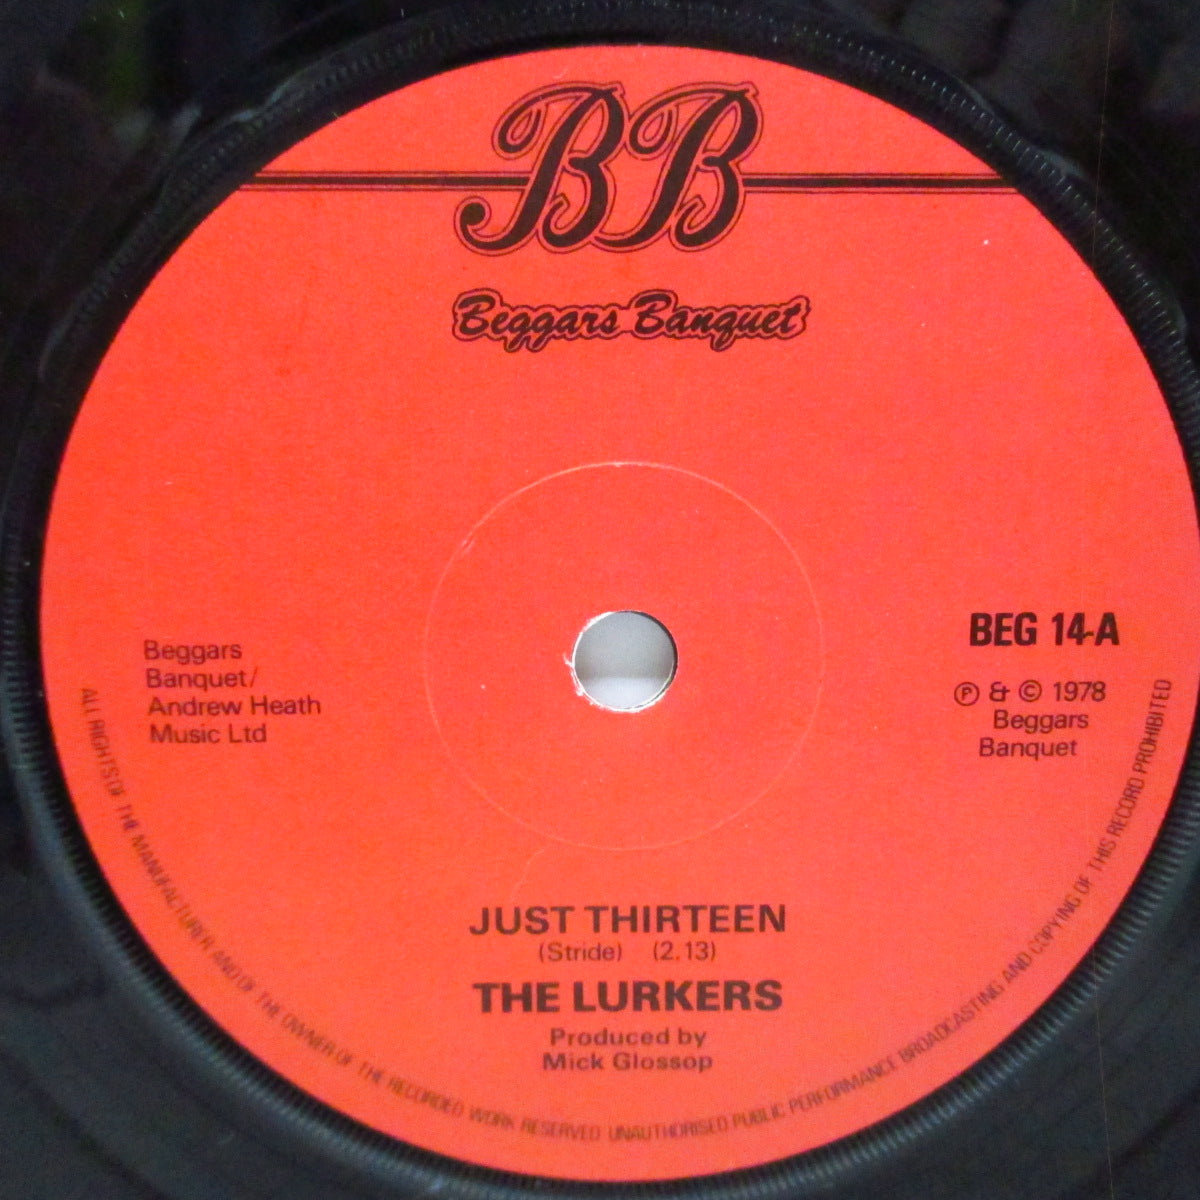 BB
Beggars Banquet
Beggars
Banquet/
Andrew Heath
Music Ltd
BEG 14-A
Ⓟ & © 1978
Beggars
Banquet
JUST THIRTEEN
(Stride) (2.13)
THE LURKERS
Produced by
Mick Glossop
ALL RIGHTS OF THE MANUFACTURER AND OF THE OWNER OF THE RECORDED WORK RESERVED UNAUTHORISED PUBLIC PERFORMANCE BROADCASTING AND COPYING OF THIS RECORD PROHIBITED